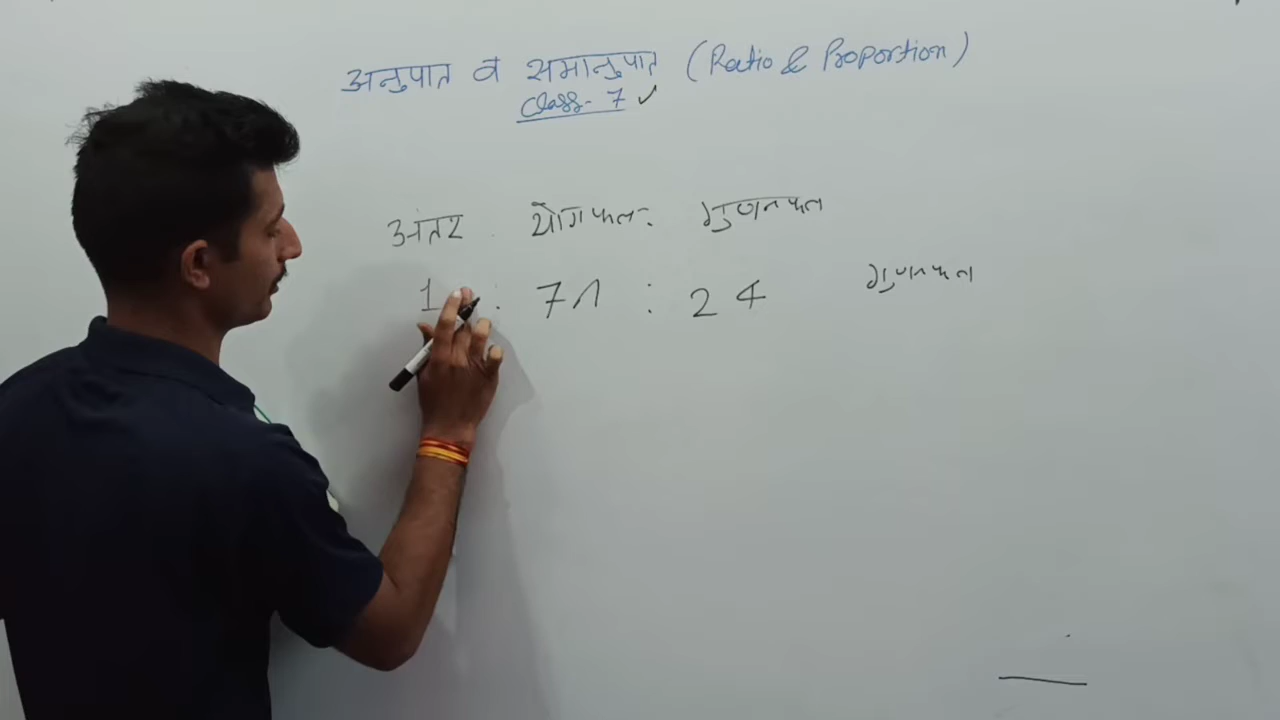 अनुपात व समानुपात (Ratio & Proportion)
Class-7 ✓
अंतर : योगफल : गुणनफल
1 : 7 : 24 गुणनफल